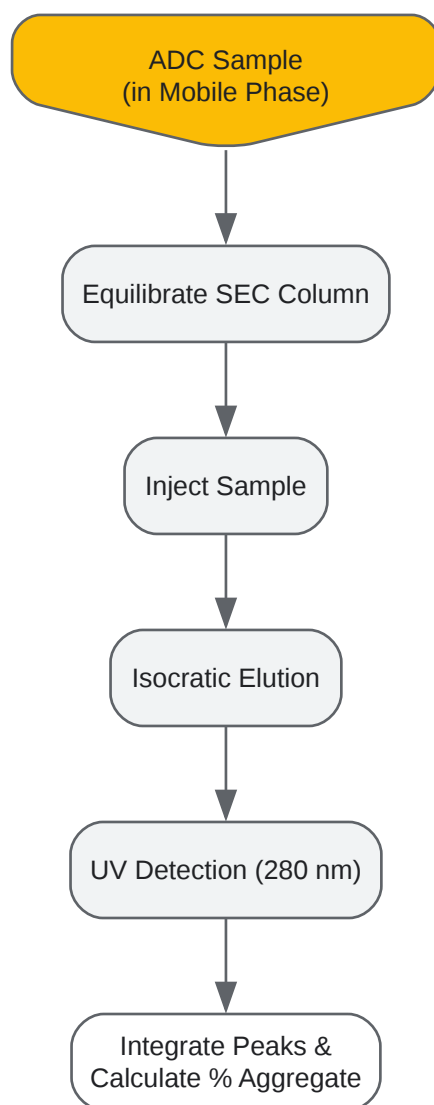 ADC Sample
(in Mobile Phase)
Equilibrate SEC Column
Inject Sample
Isocratic Elution
UV Detection (280 nm)
Integrate Peaks &
Calculate % Aggregate